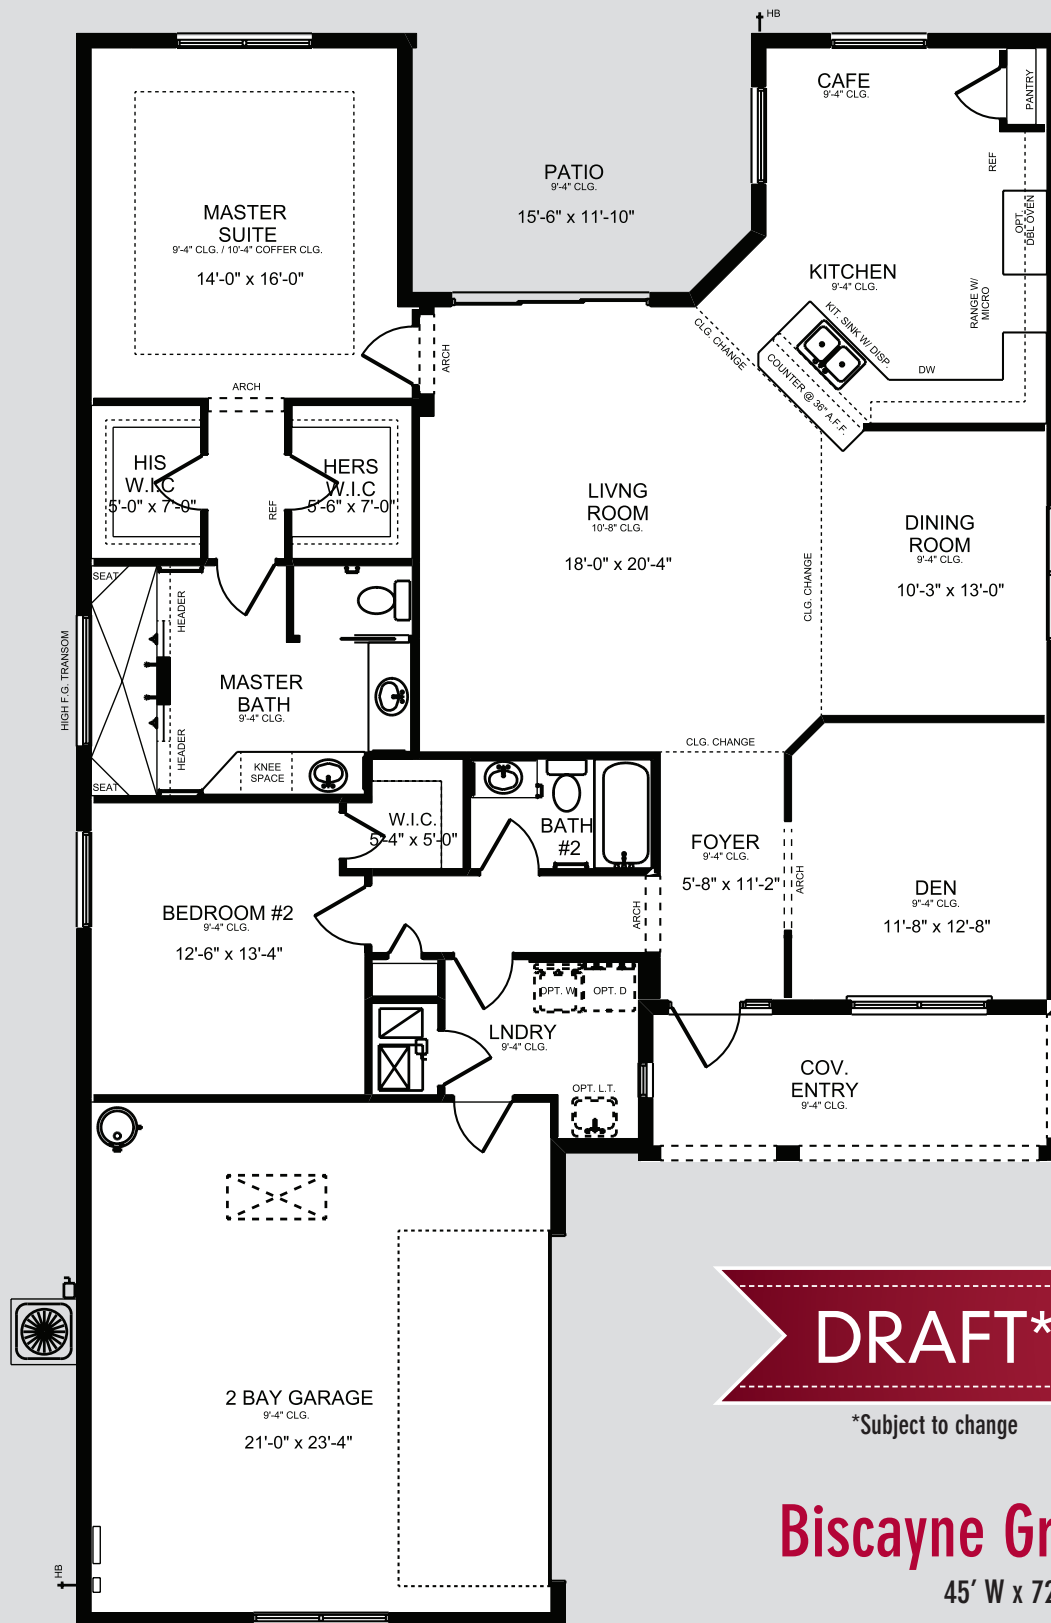 HB
CAFE
9'-4" CLG.
PANTRY
REF
OPT.
DBL OVEN
PATIO
9'-4" CLG.
15'-6" x 11'-10"
MASTER
SUITE
9'-4" CLG. / 10'-4" COFFER CLG.
14'-0" x 16'-0"
KITCHEN
9'-4" CLG.
RANGE W/
MICRO
KIT. SINK W/ DISP.
COUNTER @ 36" A.F.F.
DW
CLG. CHANGE
ARCH
ARCH
HIS
W.I.C
5'-0" x 7'-0"
REF
HERS
W.I.C
5'-6" x 7'-0"
LIVNG
ROOM
10'-8" CLG.
18'-0" x 20'-4"
DINING
ROOM
9'-4" CLG.
10'-3" x 13'-0"
CLG. CHANGE
SEAT
HEADER
HIGH F.G. TRANSOM
MASTER
BATH
9'-4" CLG.
HEADER
KNEE
SPACE
SEAT
CLG. CHANGE
W.I.C.
5'-4" x 5'-0"
BATH
#2
FOYER
9'-4" CLG.
5'-8" x 11'-2"
ARCH
ARCH
DEN
9"-4" CLG.
11'-8" x 12'-8"
BEDROOM #2
9'-4" CLG.
12'-6" x 13'-4"
OPT. W
OPT. D
LNDRY
9'-4" CLG.
OPT. L.T.
COV.
ENTRY
9'-4" CLG.
2 BAY GARAGE
9'-4" CLG.
21'-0" x 23'-4"
HB
DRAFT*
*Subject to change
Biscayne Gr
45' W x 72